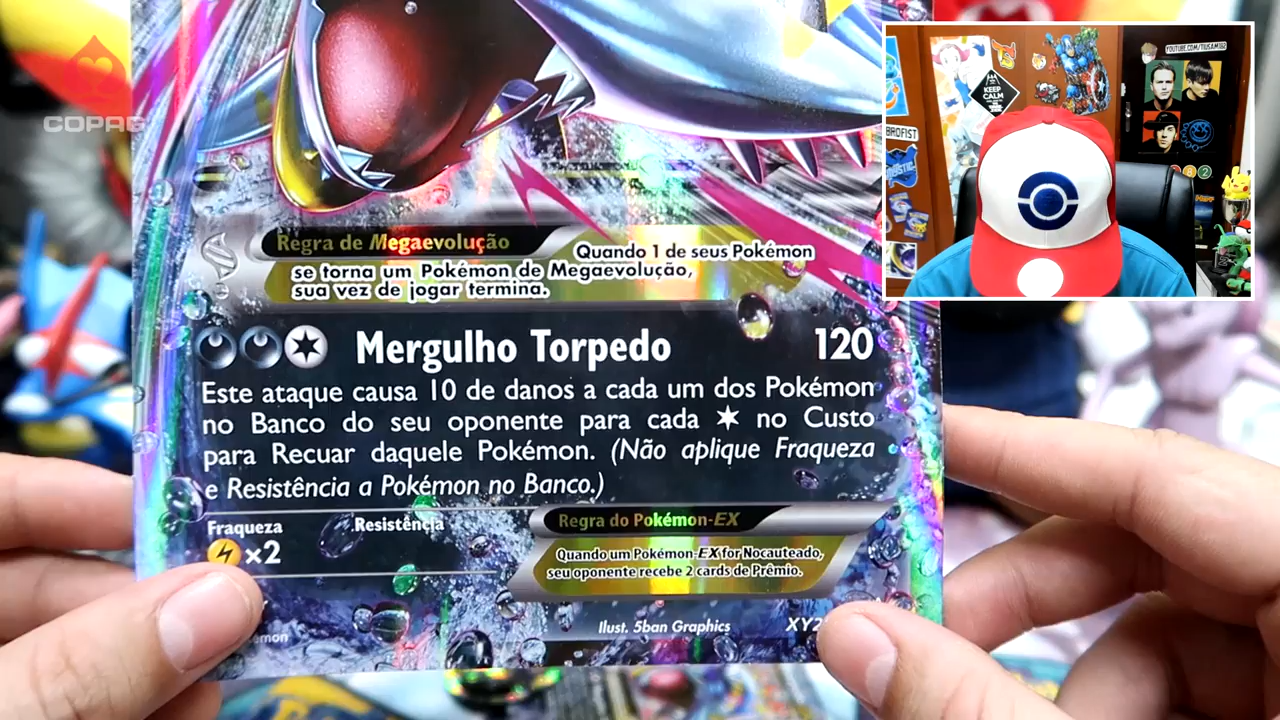 COPAG
YOUTUBE.COM/TIUSAM182
KEEP
CALM
BROFIST
Regra de Megaevolução
Quando 1 de seus Pokémon
se torna um Pokémon de Megaevolução,
sua vez de jogar termina.
Mergulho Torpedo 120
Este ataque causa 10 de danos a cada um dos Pokémon
no Banco do seu oponente para cada ✶ no Custo
para Recuar daquele Pokémon. (Não aplique Fraqueza
e Resistência a Pokémon no Banco.)
Fraqueza Resistência
×2
Regra do Pokémon-EX
Quando um Pokémon-EX for Nocauteado,
seu oponente recebe 2 cards de Prêmio.
Ilust. 5ban Graphics